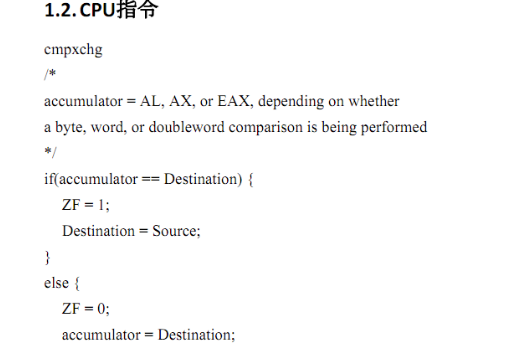 1.2. CPU指令
cmpxchg
/*
accumulator = AL, AX, or EAX, depending on whether
a byte, word, or doubleword comparison is being performed
*/
if(accumulator == Destination) {
ZF = 1;
Destination = Source;
}
else {
ZF = 0;
accumulator = Destination;